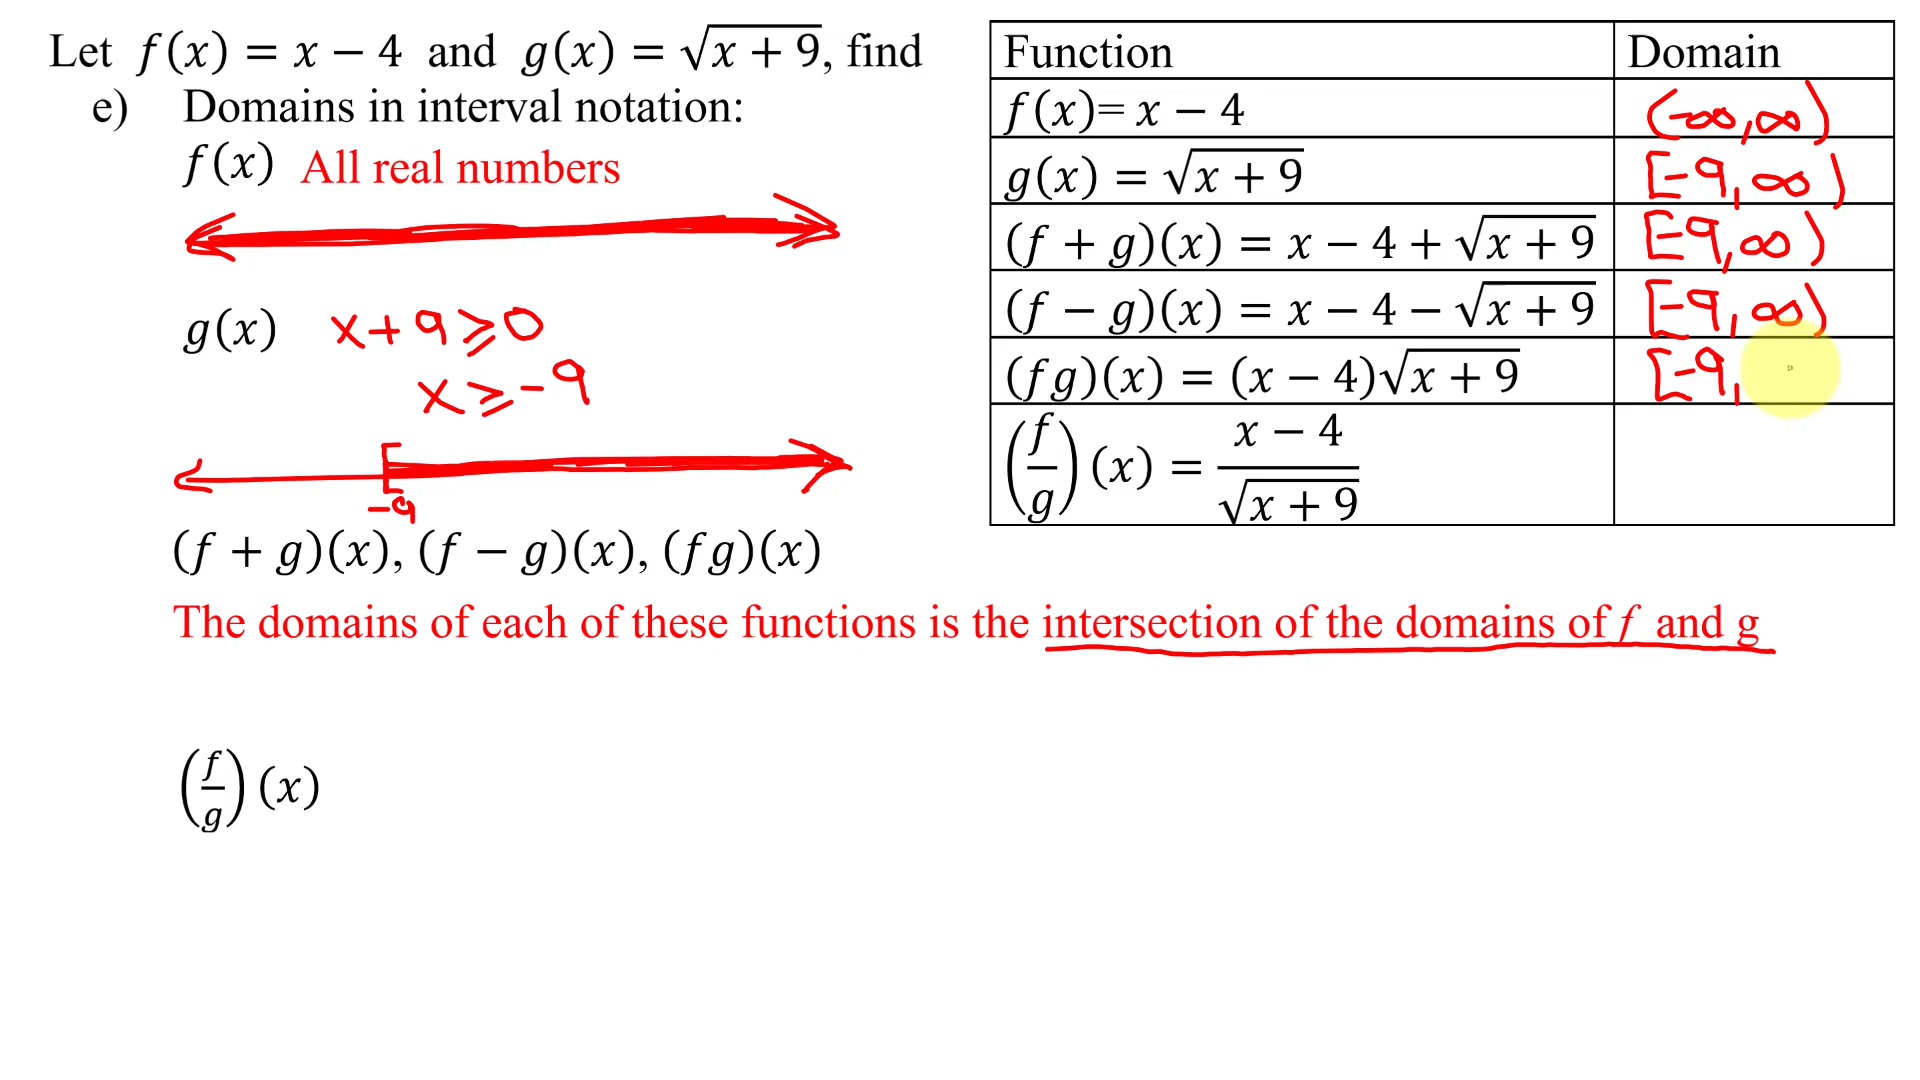 Let f(x) = x − 4 and g(x) = √(x + 9), find
e) Domains in interval notation:
f(x) All real numbers
g(x) x+9≥0
x≥-9
-9
(f + g)(x), (f − g)(x), (fg)(x)
The domains of each of these functions is the intersection of the domains of f and g
(f/g)(x)
Function Domain
f(x)= x − 4 (-∞,∞)
g(x) = √(x + 9) [-9,∞)
(f + g)(x) = x − 4 + √(x + 9) [-9,∞)
(f − g)(x) = x − 4 − √(x + 9) [-9,∞)
(fg)(x) = (x − 4)√(x + 9) [-9,
(f/g)(x) = (x − 4)/√(x + 9)